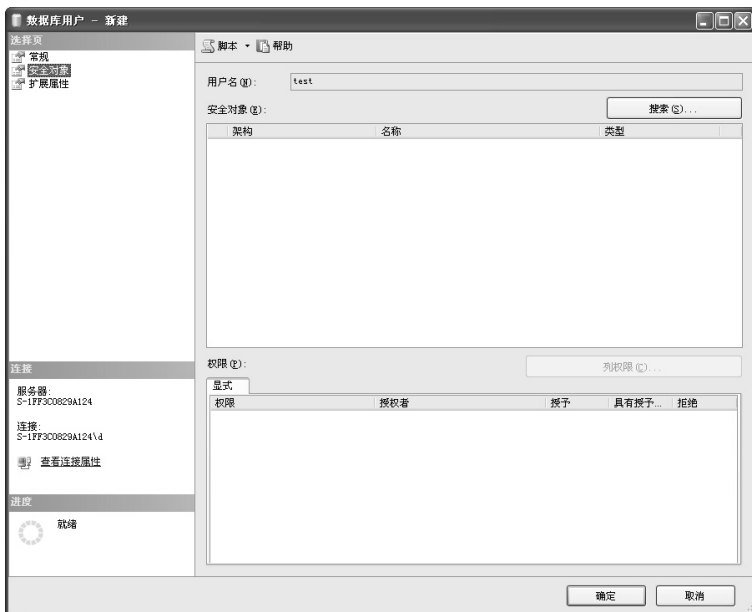 数据库用户 - 新建
选择页
常规
安全对象
扩展属性
脚本 帮助
用户名(N): test
安全对象(E): 搜索(S)...
架构 名称 类型
权限(P): 列权限(C)...
显式
权限 授权者 授予 具有授予... 拒绝
连接
服务器:
S-1FF3C0829A124
连接:
S-1FF3C0829A124\d
查看连接属性
进度
就绪
确定 取消